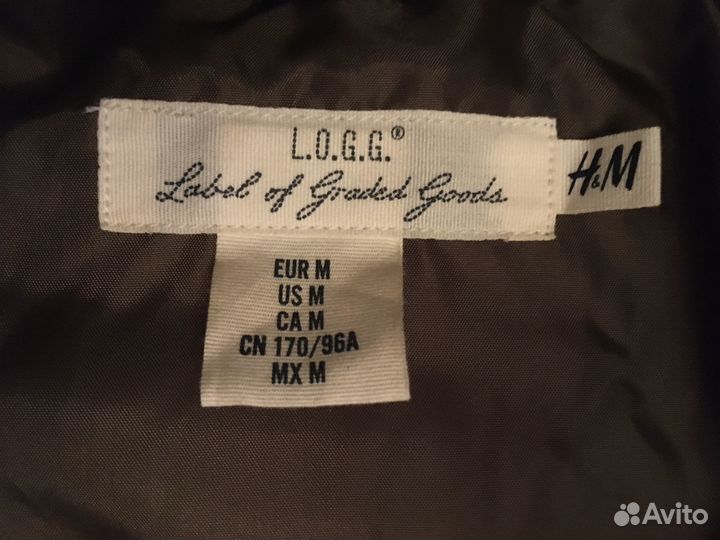 L.O.G.G.®
Label of Graded Goods
H&M
EUR M
US M
CA M
CN 170/96A
MX M
Avito